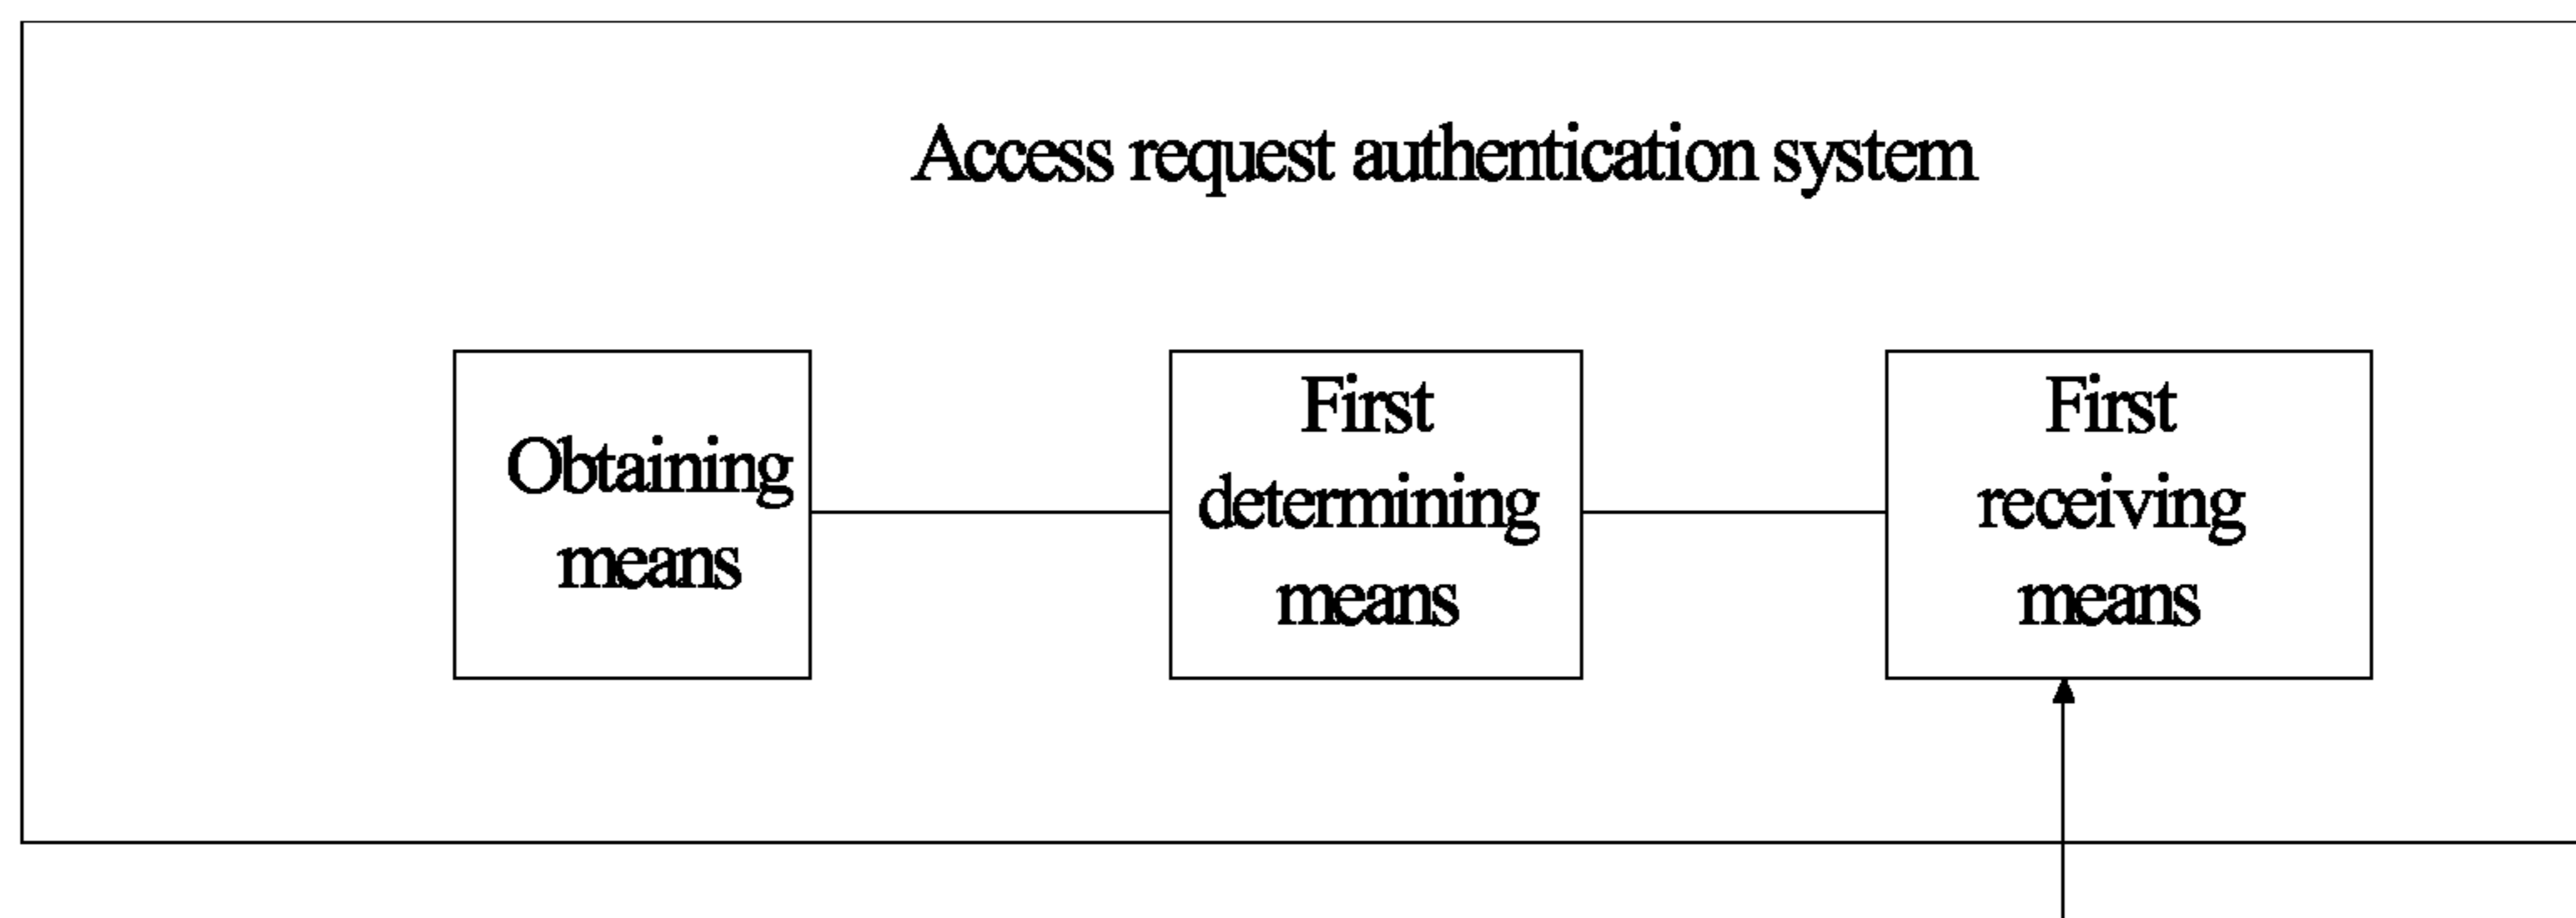 Access request authentication system
Obtaining
means
First
determining
means
First
receiving
means